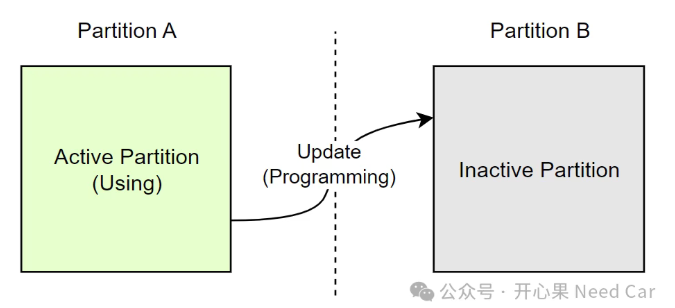 Partition A
Partition B
Active Partition
(Using)
Update
(Programming)
Inactive Partition
公众号 · 开心果 Need Car